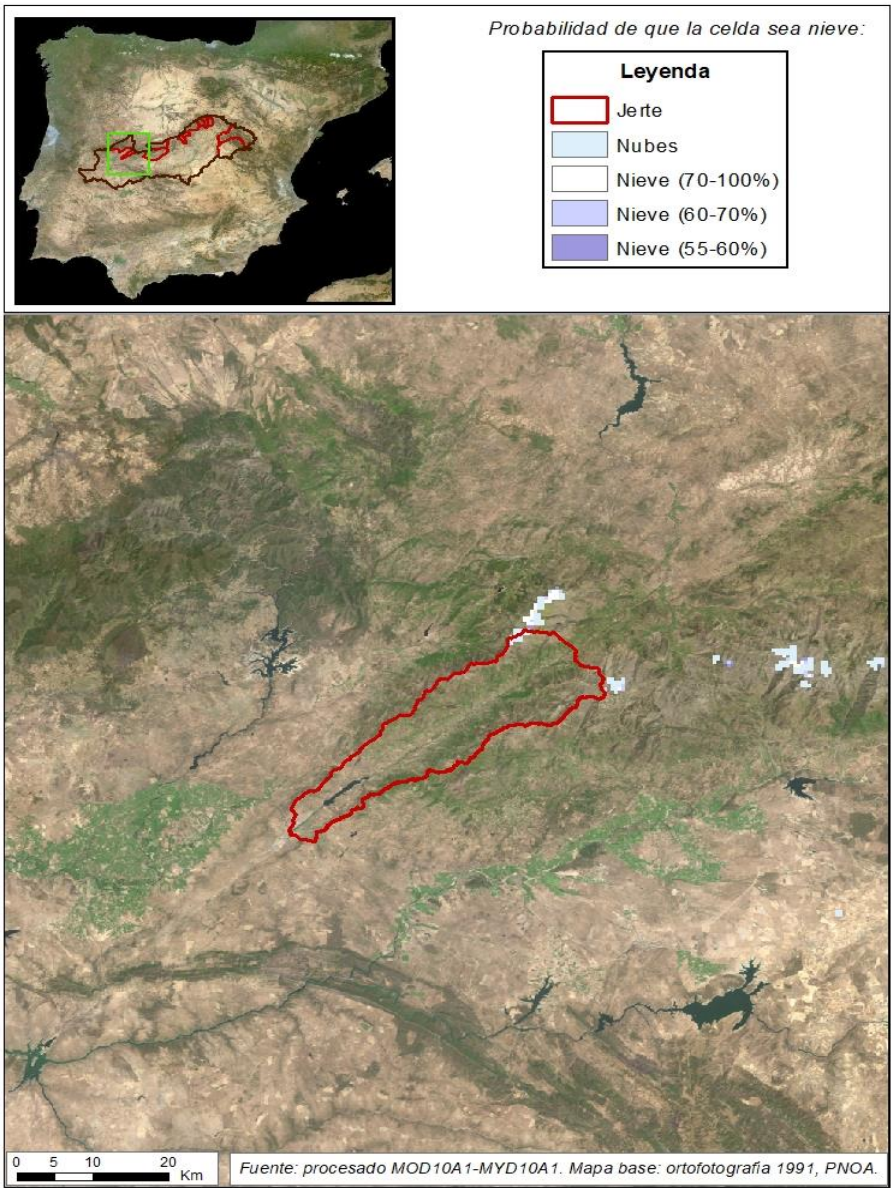 Probabilidad de que la celda sea nieve:
Leyenda
Jerte
Nubes
Nieve (70-100%)
Nieve (60-70%)
Nieve (55-60%)
0 5 10 20
Km
Fuente: procesado MOD10A1-MYD10A1. Mapa base: ortofotografía 1991, PNOA.